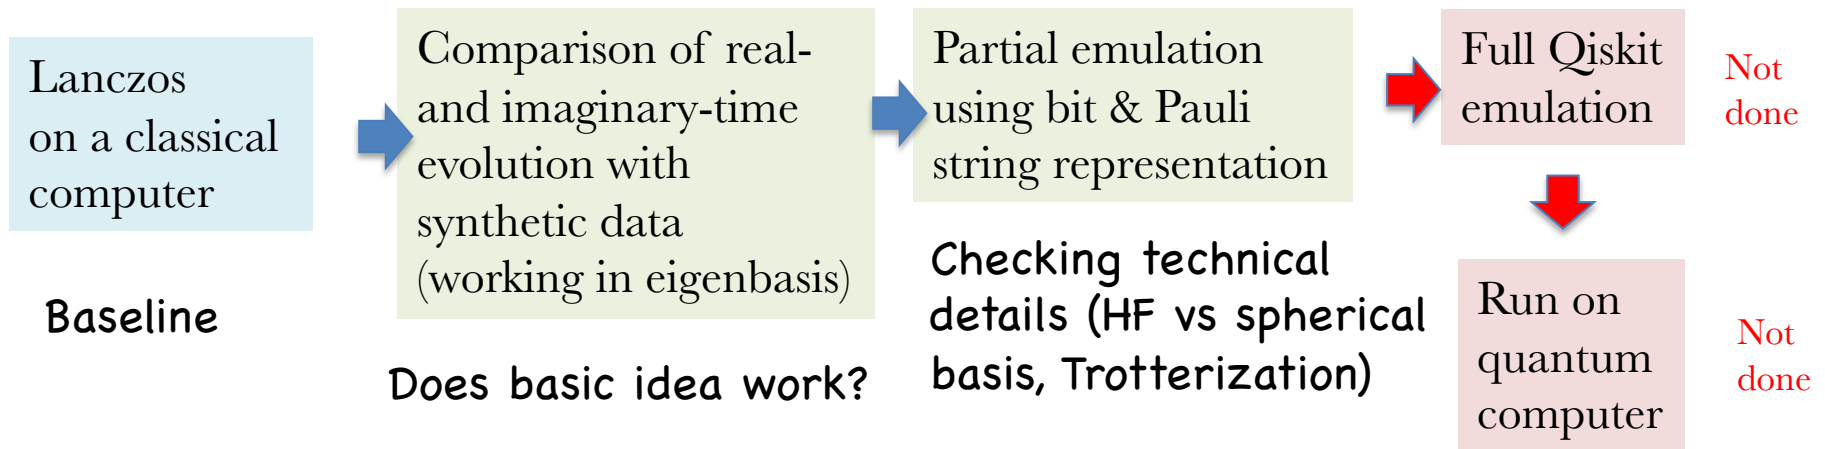 Lanczos
on a classical
computer
Baseline
Comparison of real-
and imaginary-time
evolution with
synthetic data
(working in eigenbasis)
Does basic idea work?
Partial emulation
using bit & Pauli
string representation
Checking technical
details (HF vs spherical
basis, Trotterization)
Full Qiskit
emulation
Not
done
Run on
quantum
computer
Not
done